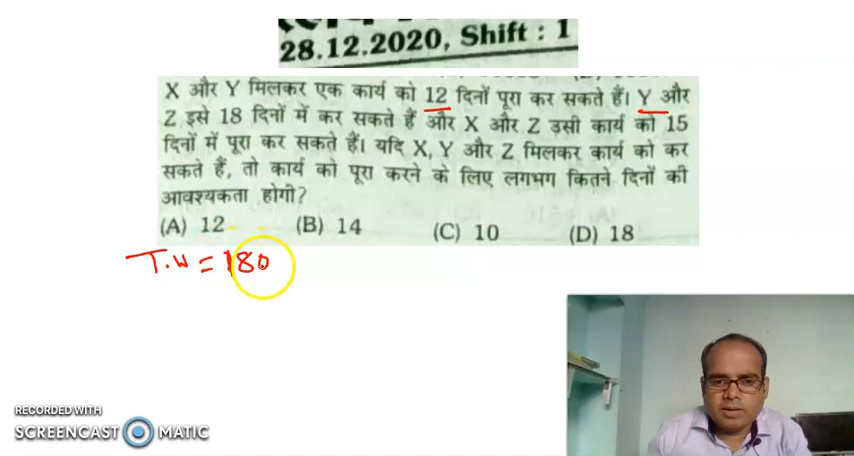 28.12.2020, Shift : 1
X और Y मिलकर एक कार्य को 12 दिनों पूरा कर सकते हैं। Y और
Z इसे 18 दिनों में कर सकते हैं और X और Z उसी कार्य को 15
दिनों में पूरा कर सकते हैं। यदि X, Y और Z मिलकर कार्य को कर
सकते हैं, तो कार्य को पूरा करने के लिए लगभग कितने दिनों की
आवश्यकता होगी?
(A) 12 (B) 14 (C) 10 (D) 18
T.W = 180
RECORDED WITH
SCREENCAST MATIC